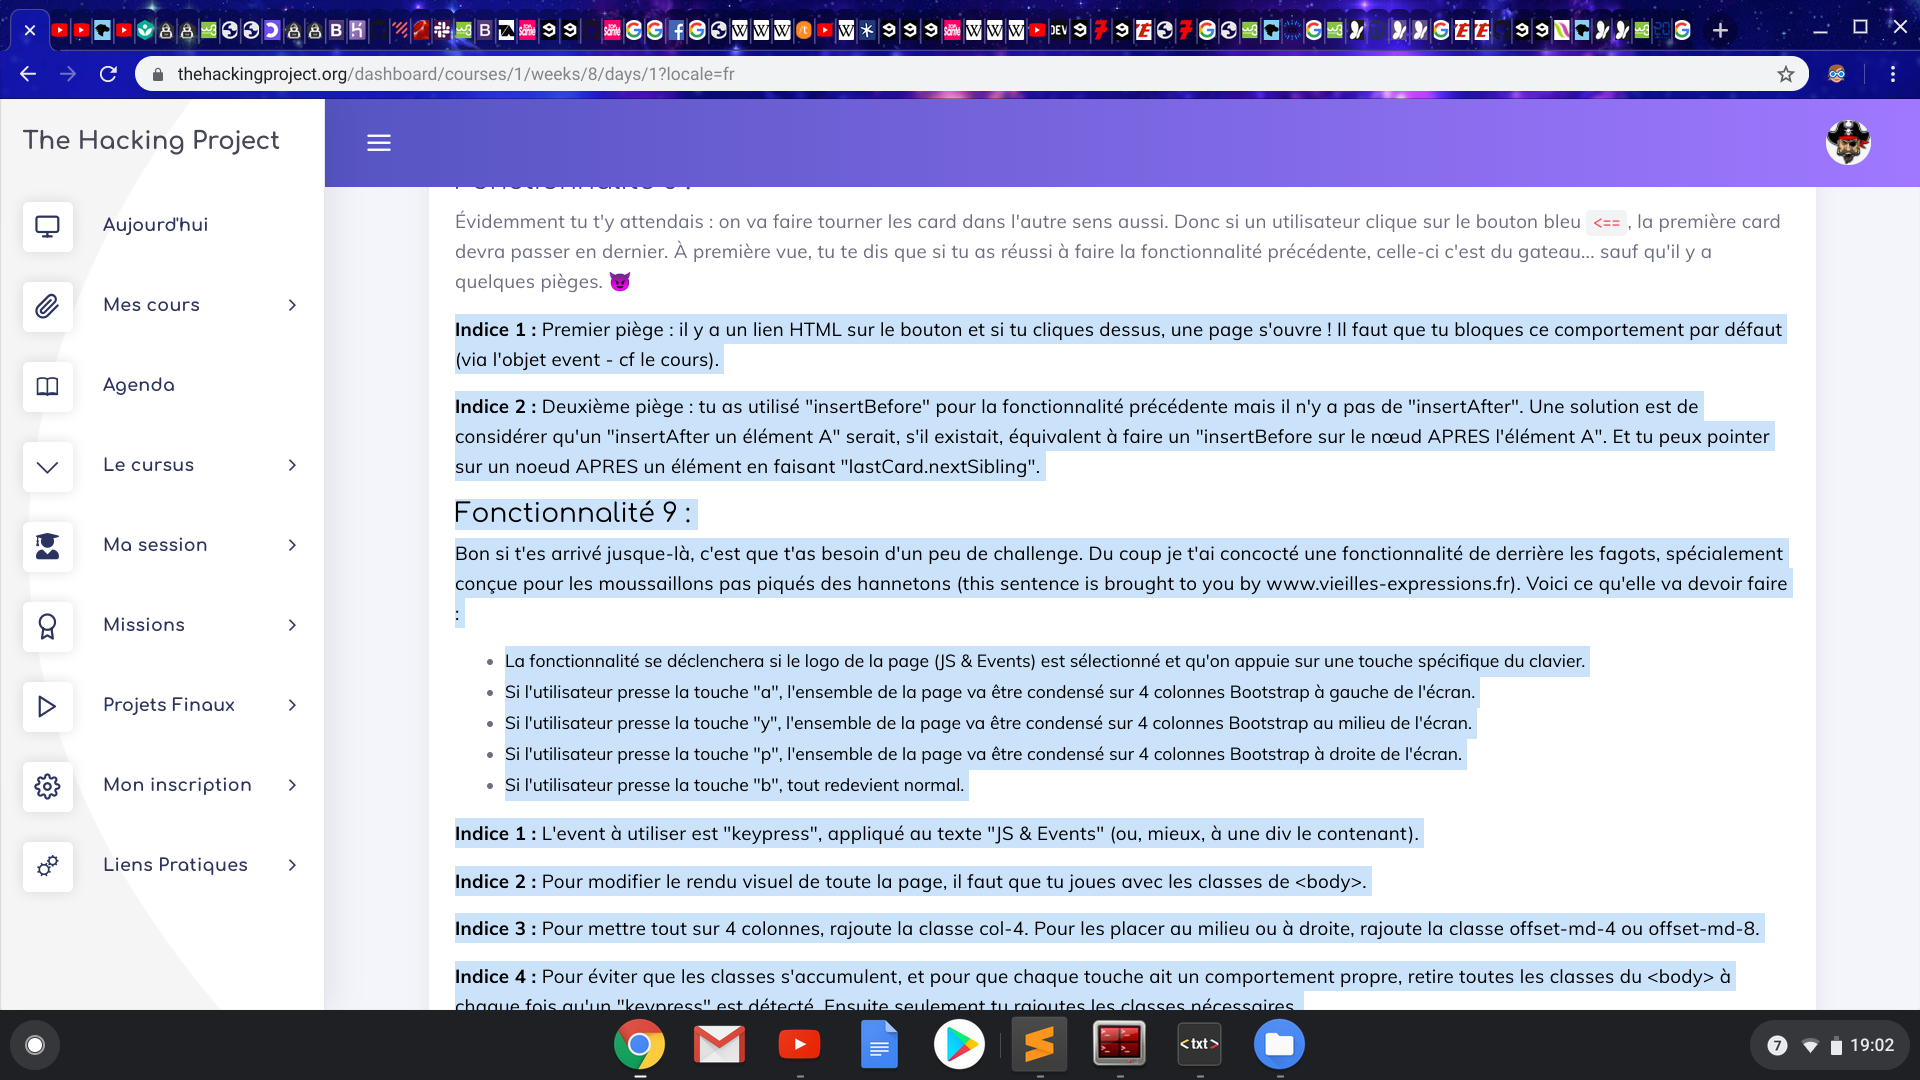 thehackingproject.org/dashboard/courses/1/weeks/8/days/1?locale=fr
The Hacking Project
Aujourd'hui
Mes cours
Agenda
Le cursus
Ma session
Missions
Projets Finaux
Mon inscription
Liens Pratiques
Évidemment tu t'y attendais : on va faire tourner les card dans l'autre sens aussi. Donc si un utilisateur clique sur le bouton bleu <==, la première card
devra passer en dernier. À première vue, tu te dis que si tu as réussi à faire la fonctionnalité précédente, celle-ci c'est du gateau... sauf qu'il y a
quelques pièges. 😈
Indice 1 : Premier piège : il y a un lien HTML sur le bouton et si tu cliques dessus, une page s'ouvre ! Il faut que tu bloques ce comportement par défaut
(via l'objet event - cf le cours).
Indice 2 : Deuxième piège : tu as utilisé "insertBefore" pour la fonctionnalité précédente mais il n'y a pas de "insertAfter". Une solution est de
considérer qu'un "insertAfter un élément A" serait, s'il existait, équivalent à faire un "insertBefore sur le nœud APRES l'élément A". Et tu peux pointer
sur un noeud APRES un élément en faisant "lastCard.nextSibling".
Fonctionnalité 9 :
Bon si t'es arrivé jusque-là, c'est que t'as besoin d'un peu de challenge. Du coup je t'ai concocté une fonctionnalité de derrière les fagots, spécialement
conçue pour les moussaillons pas piqués des hannetons (this sentence is brought to you by www.vieilles-expressions.fr). Voici ce qu'elle va devoir faire
:
La fonctionnalité se déclenchera si le logo de la page (JS & Events) est sélectionné et qu'on appuie sur une touche spécifique du clavier.
Si l'utilisateur presse la touche "a", l'ensemble de la page va être condensé sur 4 colonnes Bootstrap à gauche de l'écran.
Si l'utilisateur presse la touche "y", l'ensemble de la page va être condensé sur 4 colonnes Bootstrap au milieu de l'écran.
Si l'utilisateur presse la touche "p", l'ensemble de la page va être condensé sur 4 colonnes Bootstrap à droite de l'écran.
Si l'utilisateur presse la touche "b", tout redevient normal.
Indice 1 : L'event à utiliser est "keypress", appliqué au texte "JS & Events" (ou, mieux, à une div le contenant).
Indice 2 : Pour modifier le rendu visuel de toute la page, il faut que tu joues avec les classes de <body>.
Indice 3 : Pour mettre tout sur 4 colonnes, rajoute la classe col-4. Pour les placer au milieu ou à droite, rajoute la classe offset-md-4 ou offset-md-8.
Indice 4 : Pour éviter que les classes s'accumulent, et pour que chaque touche ait un comportement propre, retire toutes les classes du <body> à
chaque fois qu'un "keypress" est détecté. Ensuite seulement tu rajoutes les classes nécessaires.
<txt>
7
19:02